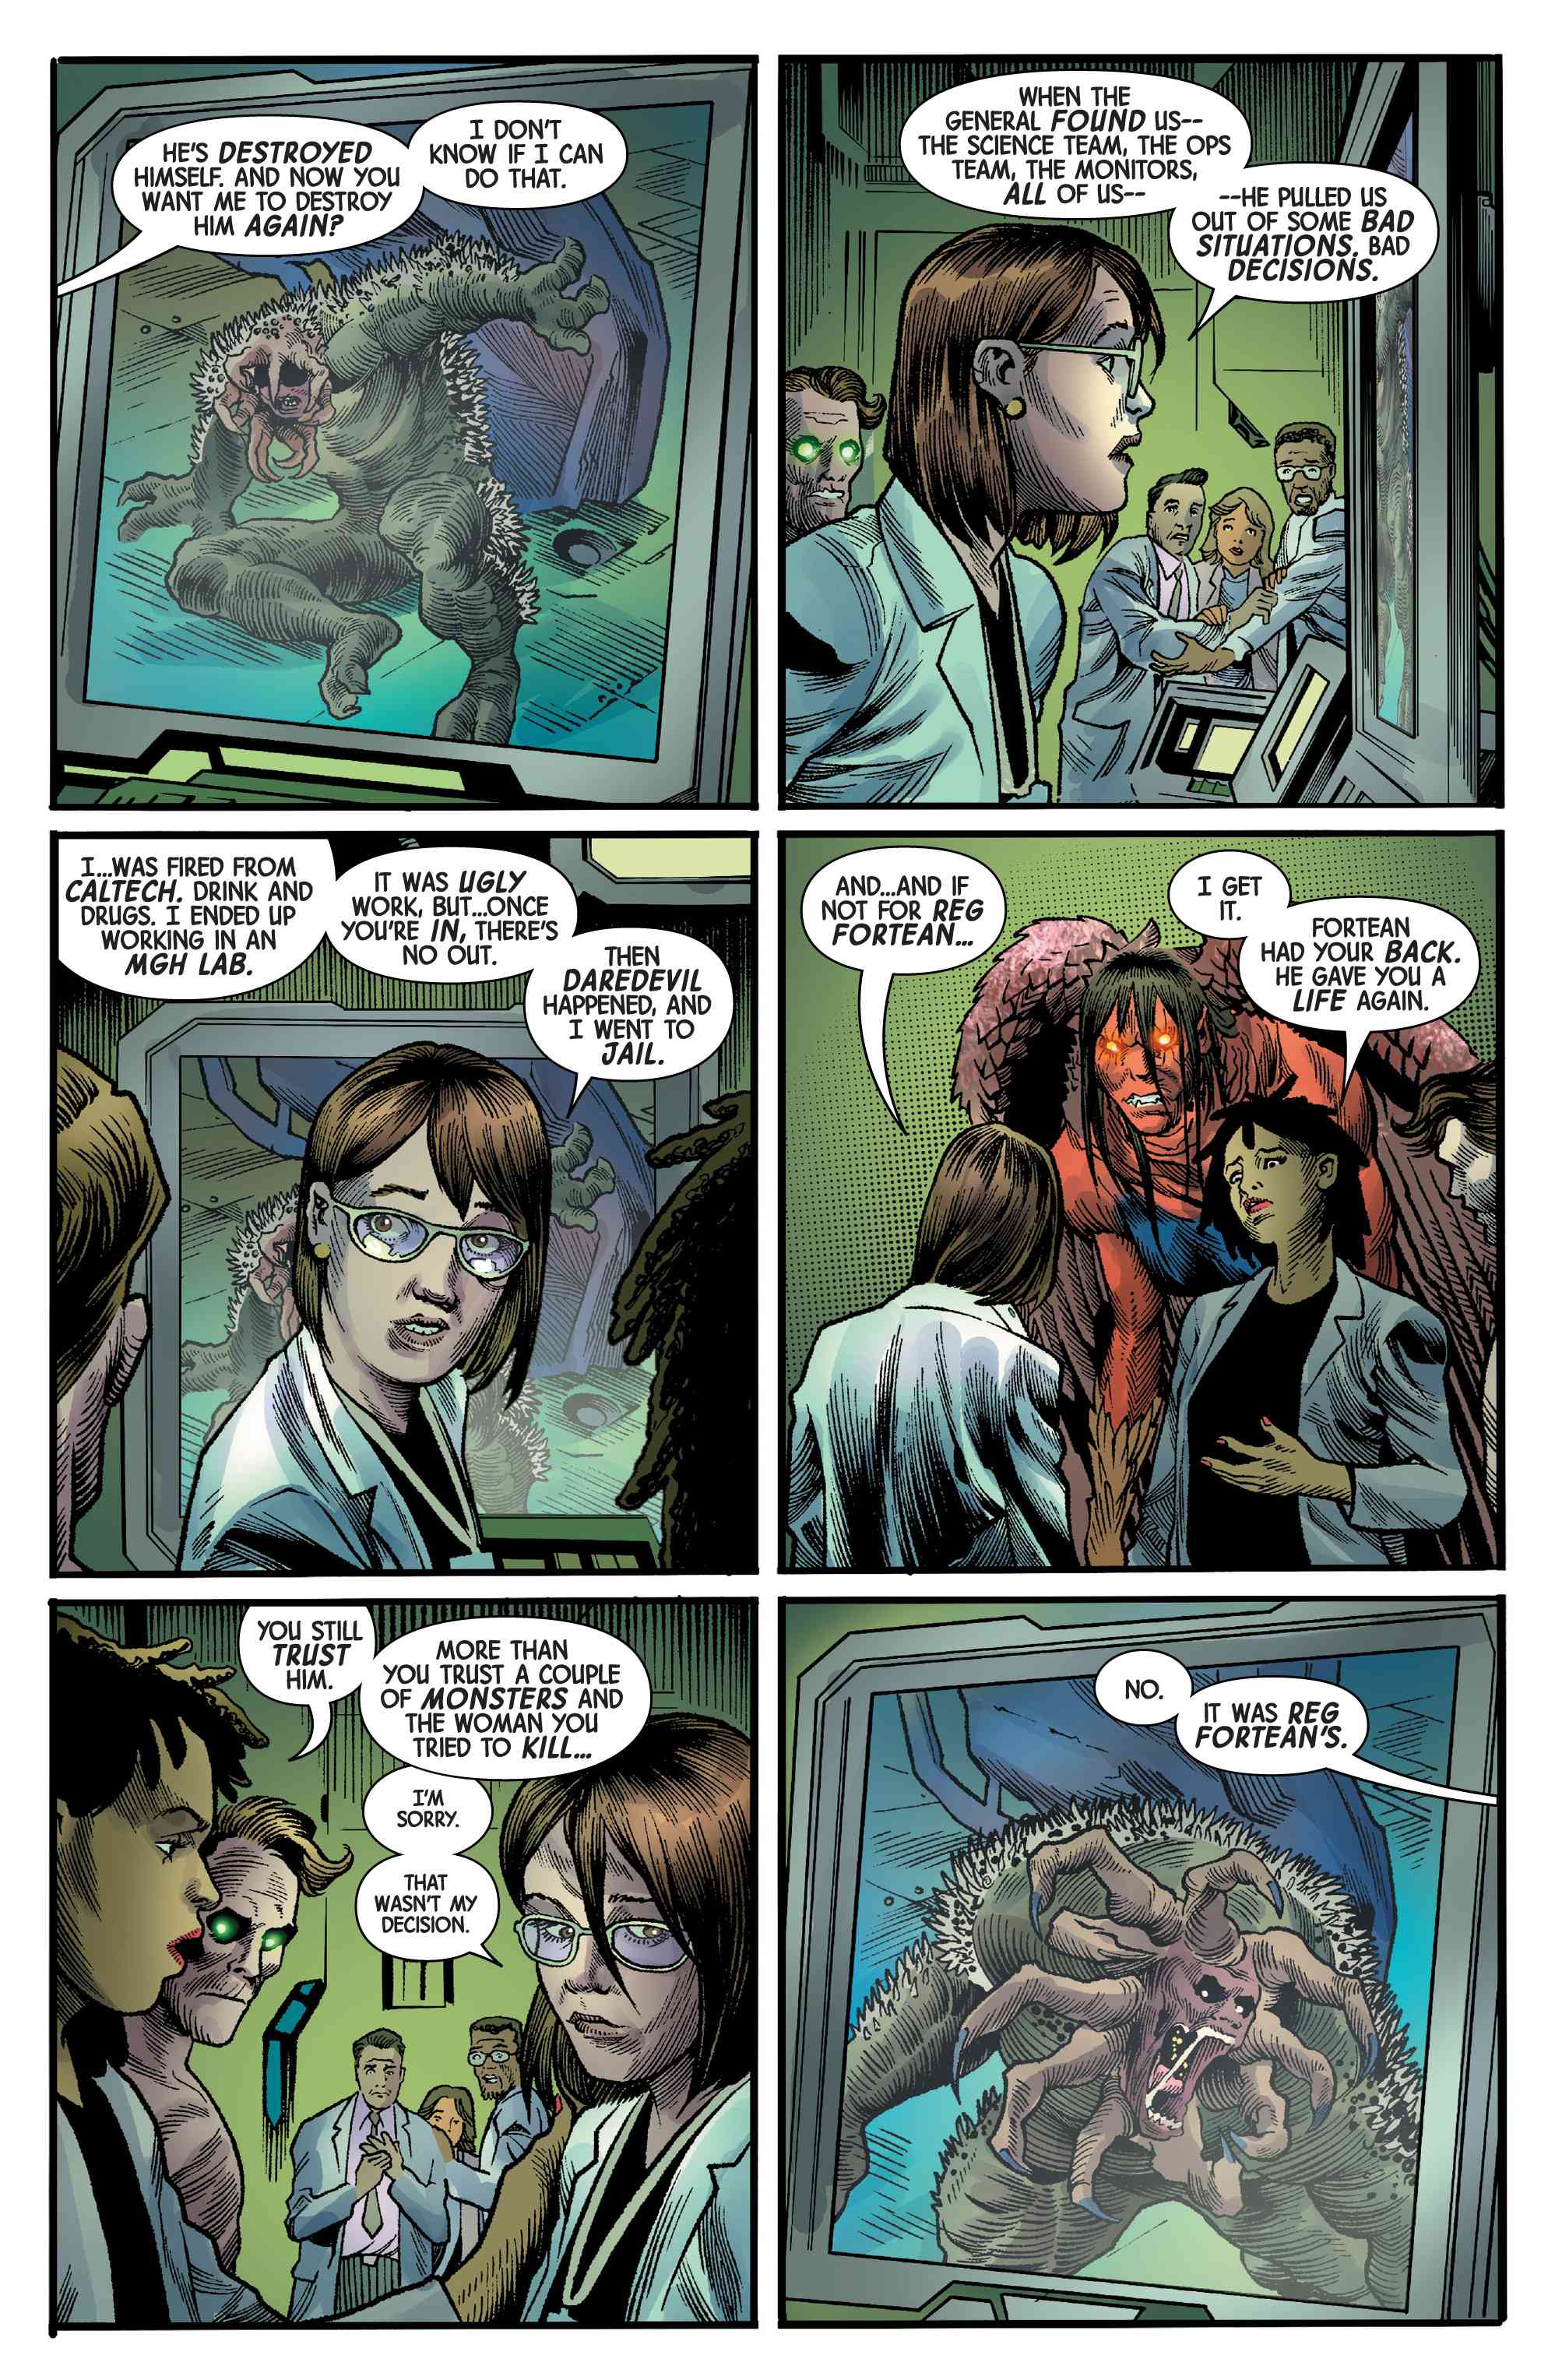 HE'S DESTROYED
HIMSELF. AND NOW YOU
WANT ME TO DESTROY
HIM AGAIN?
I DON'T
KNOW IF I CAN
DO THAT.
WHEN THE
GENERAL FOUND US--
THE SCIENCE TEAM, THE OPS
TEAM, THE MONITORS,
ALL OF US--
--HE PULLED US
OUT OF SOME BAD
SITUATIONS. BAD
DECISIONS.
I...WAS FIRED FROM
CALTECH. DRINK AND
DRUGS. I ENDED UP
WORKING IN AN
MGH LAB.
IT WAS UGLY
WORK, BUT...ONCE
YOU'RE IN, THERE'S
NO OUT.
THEN
DAREDEVIL
HAPPENED, AND
I WENT TO
JAIL.
AND...AND IF
NOT FOR REG
FORTEAN...
I GET
IT.
FORTEAN
HAD YOUR BACK.
HE GAVE YOU A
LIFE AGAIN.
YOU STILL
TRUST
HIM.
MORE THAN
YOU TRUST A COUPLE
OF MONSTERS AND
THE WOMAN YOU
TRIED TO KILL...
I'M
SORRY.
THAT
WASN'T MY
DECISION.
NO.
IT WAS REG
FORTEAN'S.